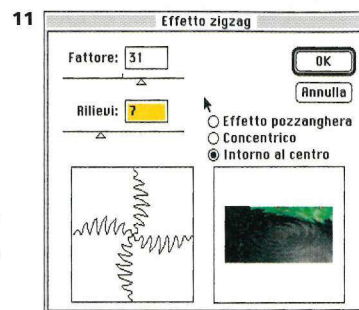 11
Effetto zigzag
Fattore: 31
OK
Annulla
Rilievi: 7
Effetto pozzanghera
Concentrico
Intorno al centro